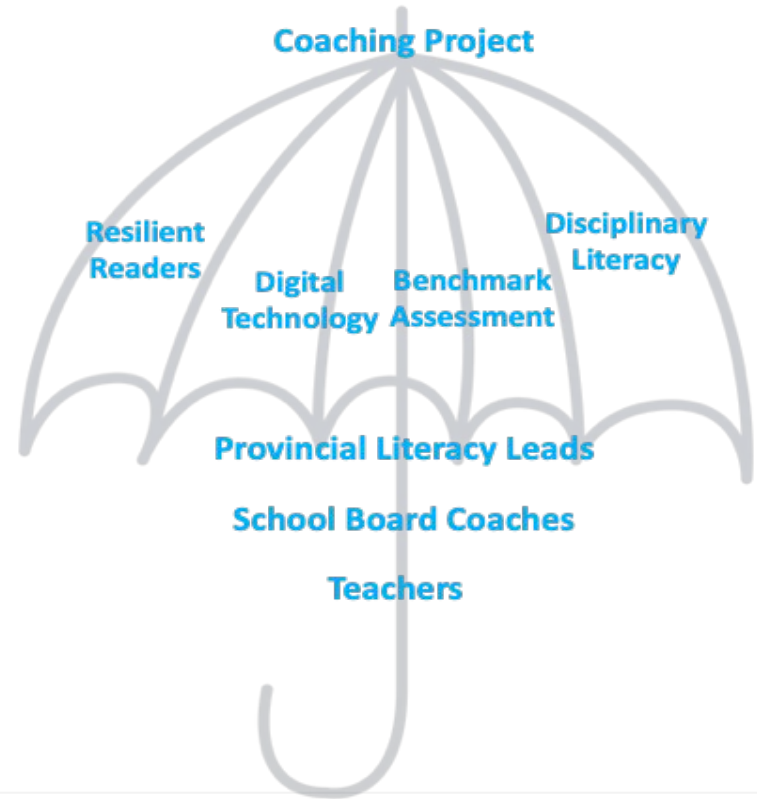 Coaching Project
Resilient
Readers
Digital
Technology
Benchmark
Assessment
Disciplinary
Literacy
Provincial Literacy Leads
School Board Coaches
Teachers